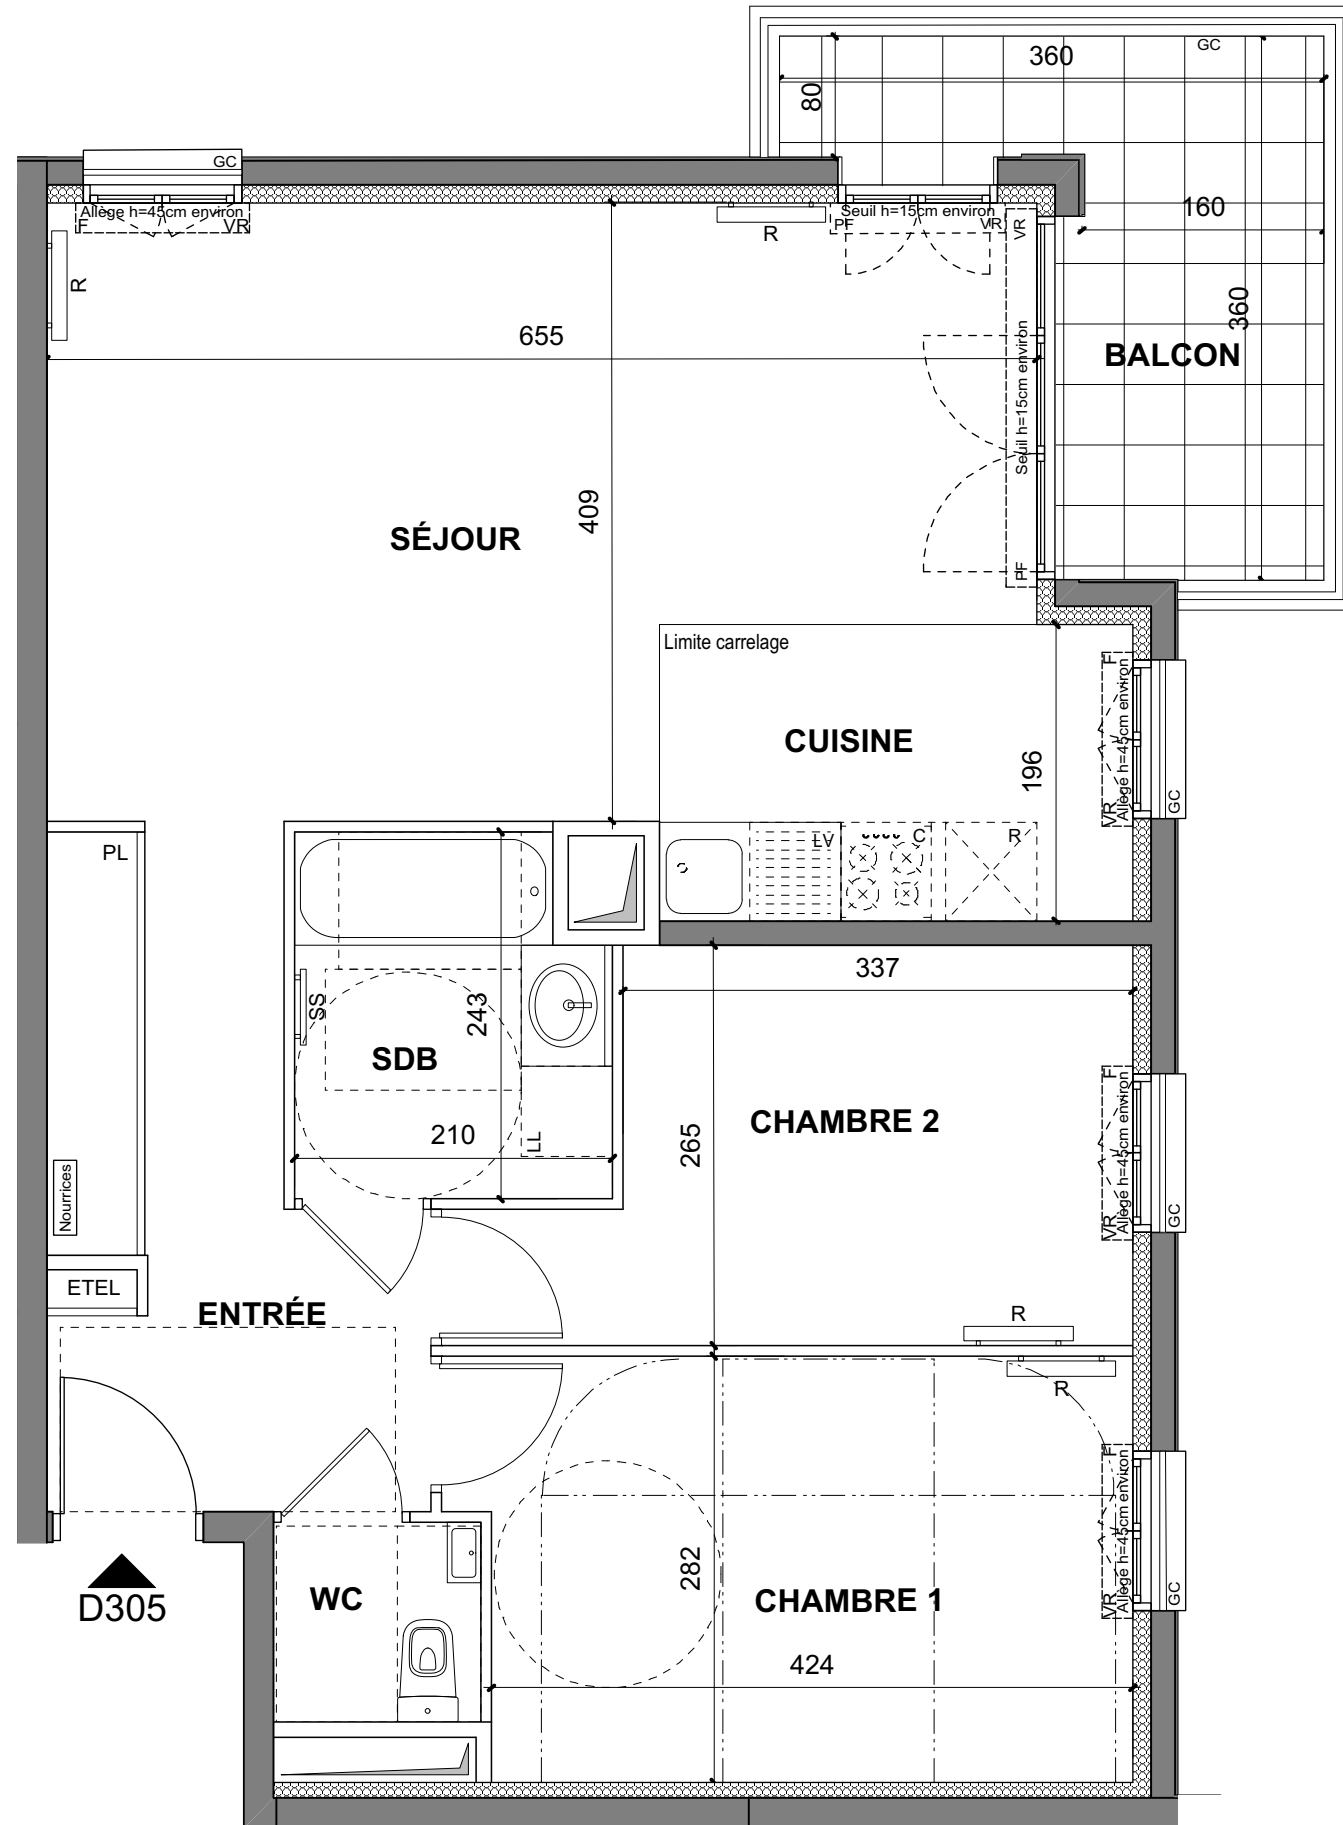 GC
360
80
GC
Allège h=45cm environ
F
VR
R
R
Seuil h=15cm environ
PF
VR
VR
160
655
Seuil h=15cm environ
360
BALCON
409
SÉJOUR
PF
Limite carrelage
F
Allège h=45cm environ
VR
GC
CUISINE
196
PL
LV
C
R
337
SS
243
SDB
CHAMBRE 2
F
Allège h=45cm environ
VR
GC
210
LL
265
Nourrices
ETEL
ENTRÉE
R
R
F
Allège h=45cm environ
VR
GC
282
WC
CHAMBRE 1
D305
424